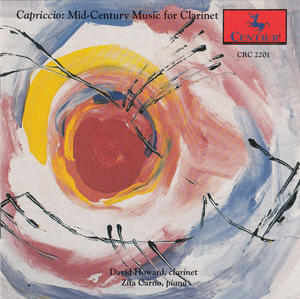 Capriccio: Mid-Century Music for Clarinet
CENTAUR
CRC 2201
David Howard, clarinet
Zita Carno, piano